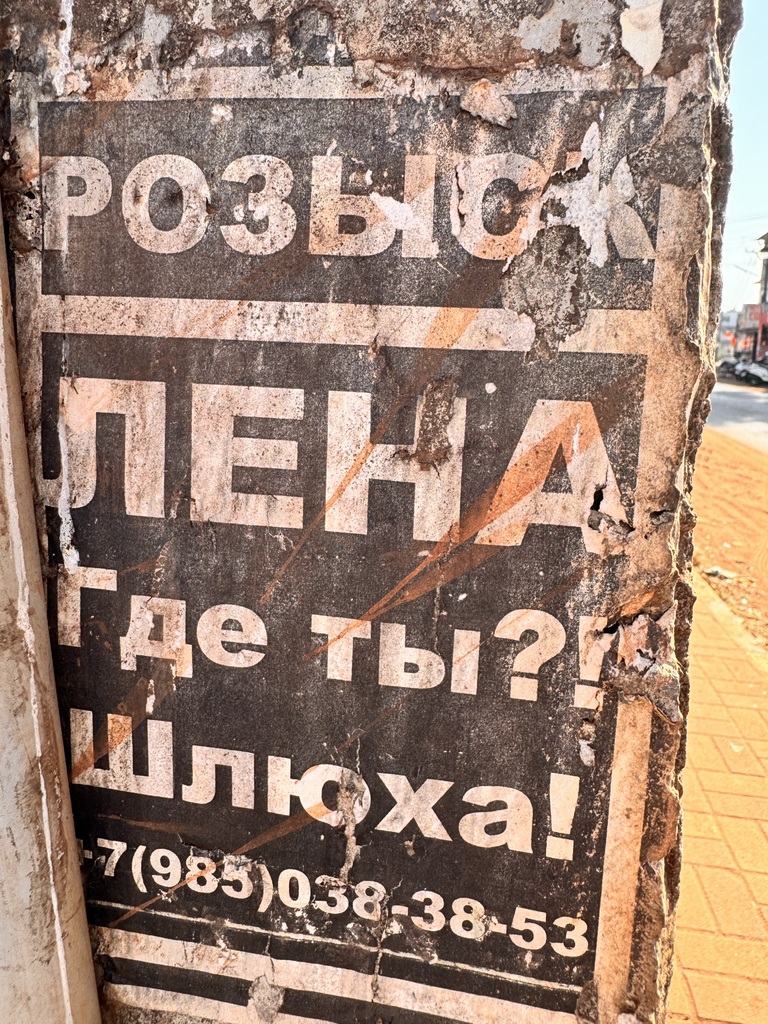 РОЗЫСК
ЛЕНА
Где ты?!
Шлюха!
+7(985)038-38-53